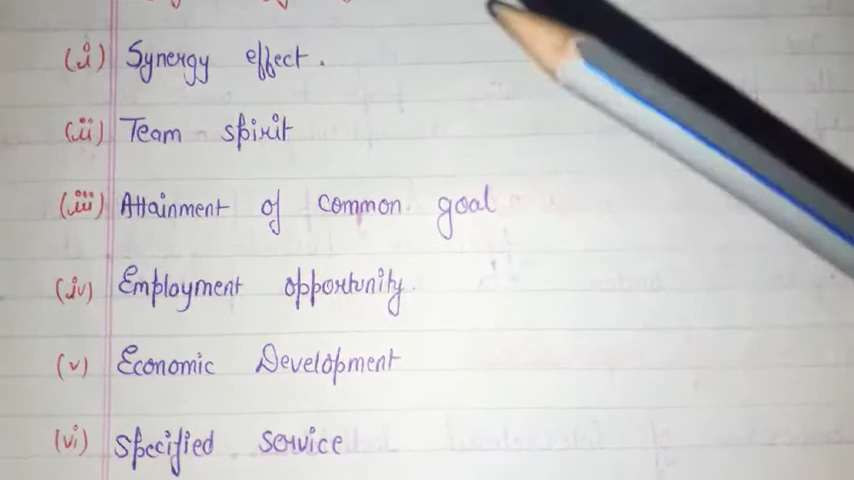 (i) Synergy effect.
(ii) Team spirit
(iii) Attainment of common goal
(iv) Employment opportunity.
(v) Economic Development
(vi) Specified service